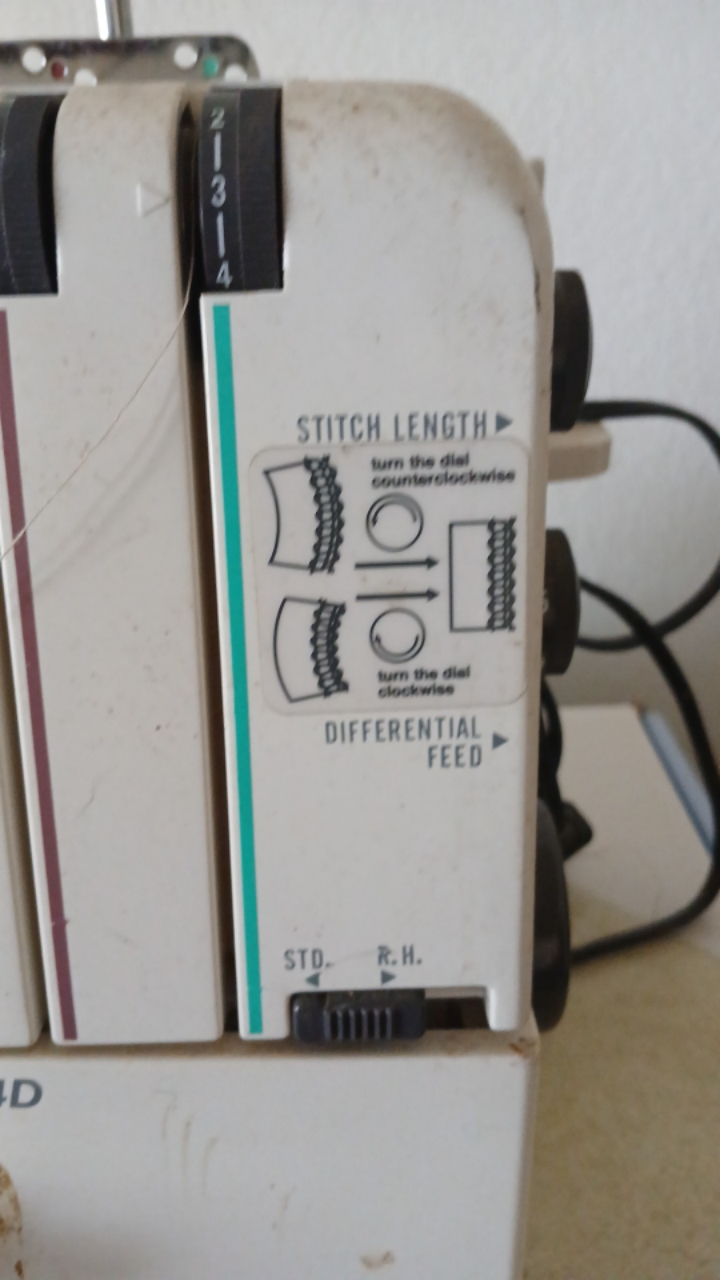 2
3
4
STITCH LENGTH
turn the dial
counterclockwise
turn the dial
clockwise
DIFFERENTIAL
FEED
STD. R.H.
4D